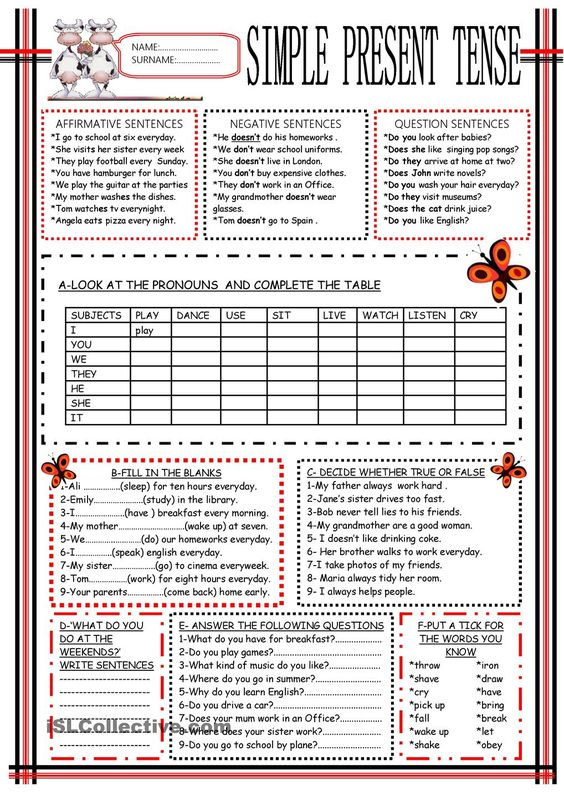 NAME:...........................
SURNAME:....................
SIMPLE PRESENT TENSE
AFFIRMATIVE SENTENCES
*I go to school at six everyday.
*She visits her sister every week
*They play football every Sunday.
*You have hamburger for lunch.
*We play the guitar at the parties
*My mother washes the dishes.
*Tom watches tv everynight.
*Angela eats pizza every night.
NEGATIVE SENTENCES
*He doesn't do his homeworks .
*We don't wear school uniforms.
*She doesn't live in London.
*You don't buy expensive clothes.
*They don't work in an Office.
*My grandmother doesn't wear
glasses.
*Tom doesn't go to Spain .
QUESTION SENTENCES
*Do you look after babies?
*Does she like singing pop songs?
*Do they arrive at home at two?
*Does John write novels?
*Do you wash your hair everyday?
*Do they visit museums?
*Does the cat drink juice?
*Do you like English?
A-LOOK AT THE PRONOUNS AND COMPLETE THE TABLE
SUBJECTS PLAY DANCE USE SIT LIVE WATCH LISTEN CRY
I play
YOU
WE
THEY
HE
SHE
IT
B-FILL IN THE BLANKS
1-Ali .................(sleep) for ten hours everyday.
2-Emily.......................(study) in the library.
3-I.......................(have ) breakfast every morning.
4-My mother..............................(wake up) at seven.
5-We......................(do) our homeworks everyday.
6-I................(speak) english everyday.
7-My sister.............(go) to cinema everyweek.
8-Tom................(work) for eight hours everyday.
9-Your parents...............(come back) home early.
C- DECIDE WHETHER TRUE OR FALSE
1-My father always work hard .
2-Jane's sister drives too fast.
3-Bob never tell lies to his friends.
4-My grandmother are a good woman.
5- I doesn't like drinking coke.
6- Her brother walks to work everyday.
7-I take photos of my friends.
8- Maria always tidy her room.
9- I always helps people.
D-'WHAT DO YOU
DO AT THE
WEEKENDS?'
WRITE SENTENCES
E- ANSWER THE FOLLOWING QUESTIONS
1-What do you have for breakfast?...................
2-Do you play games?.......................
3-What kind of music do you like?...................
4-Where do you go in summer?....................
5-Why do you learn English?....................
6-Do you drive a car?.....................
7-Does your mum work in an Office?................
8-Where does your sister work?....................
9-Do you go to school by plane?...................
F-PUT A TICK FOR
THE WORDS YOU
KNOW
*throw *iron
*shave *draw
*cry *have
*pick up *bring
*fall *break
*wake up *let
*shake *obey
iSLCollective.com